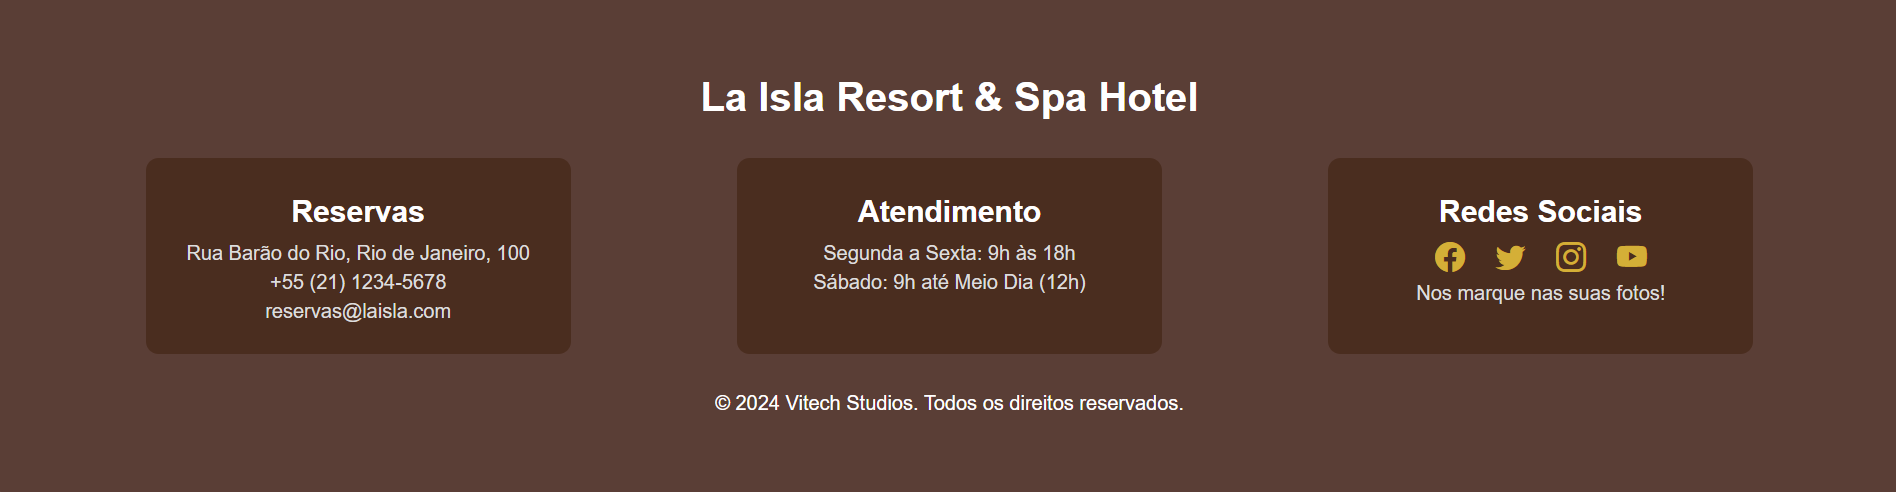 La Isla Resort & Spa Hotel
Reservas
Rua Barão do Rio, Rio de Janeiro, 100
+55 (21) 1234-5678
reservas@laisla.com
Atendimento
Segunda a Sexta: 9h às 18h
Sábado: 9h até Meio Dia (12h)
Redes Sociais
Nos marque nas suas fotos!
© 2024 Vitech Studios. Todos os direitos reservados.